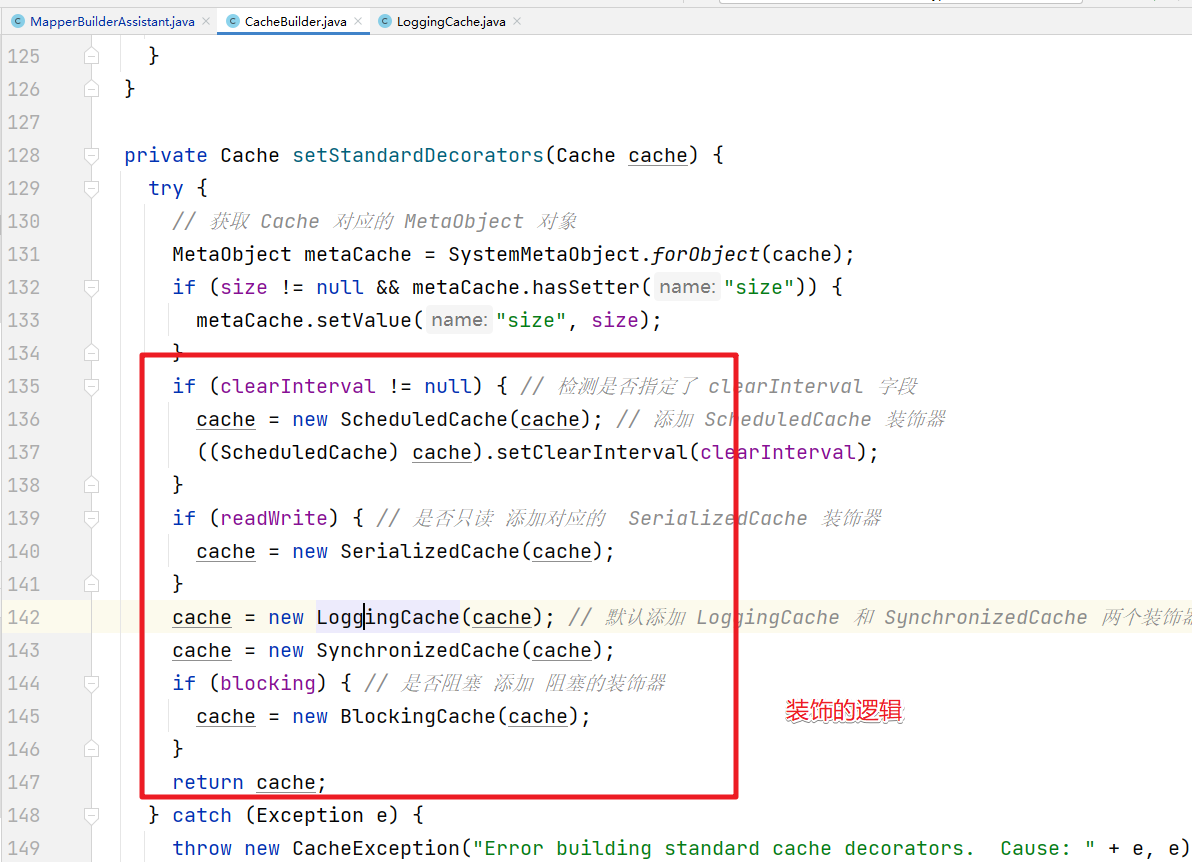 MapperBuilderAssistant.java CacheBuilder.java LoggingCache.java
125 }
126 }
127
128 private Cache setStandardDecorators(Cache cache) {
129 try {
130 // 获取 Cache 对应的 MetaObject 对象
131 MetaObject metaCache = SystemMetaObject.forObject(cache);
132 if (size != null && metaCache.hasSetter( name: "size")) {
133 metaCache.setValue( name: "size", size);
134 }
135 if (clearInterval != null) { // 检测是否指定了 clearInterval 字段
136 cache = new ScheduledCache(cache); // 添加 ScheduledCache 装饰器
137 ((ScheduledCache) cache).setClearInterval(clearInterval);
138 }
139 if (readWrite) { // 是否只读 添加对应的 SerializedCache 装饰器
140 cache = new SerializedCache(cache);
141 }
142 cache = new LoggingCache(cache); // 默认添加 LoggingCache 和 SynchronizedCache 两个装饰器
143 cache = new SynchronizedCache(cache);
144 if (blocking) { // 是否阻塞 添加 阻塞的装饰器
145 cache = new BlockingCache(cache);
装饰的逻辑
146 }
147 return cache;
148 } catch (Exception e) {
149 throw new CacheException("Error building standard cache decorators.  Cause: " + e, e)